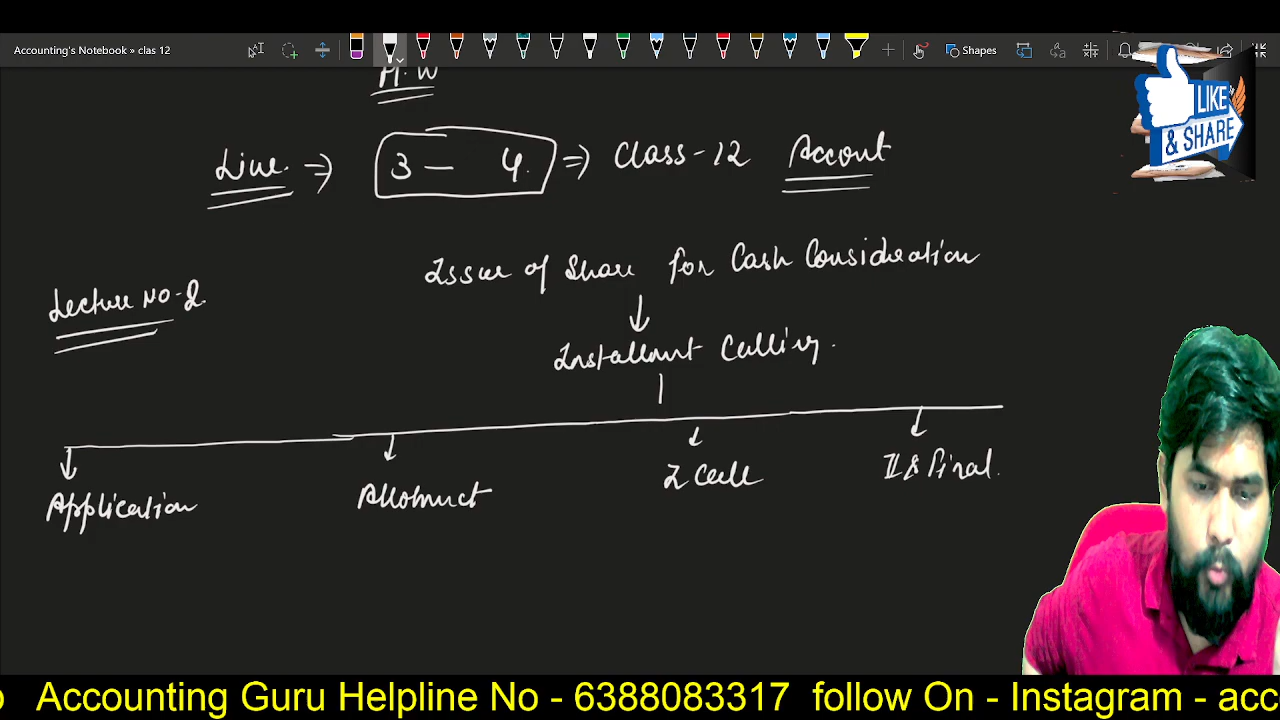 Accounting's Notebook » clas 12
Shapes
H.W
LIKE
& SHARE
Live. ⇒ 3 — 4. ⇒ Class-12 Account
Issue of Share for Cash Consideration
Lecture No-2.
↓
Installment Calling.
Application Allotment I Call II & Final.
Accounting Guru Helpline No - 6388083317 follow On - Instagram - acc